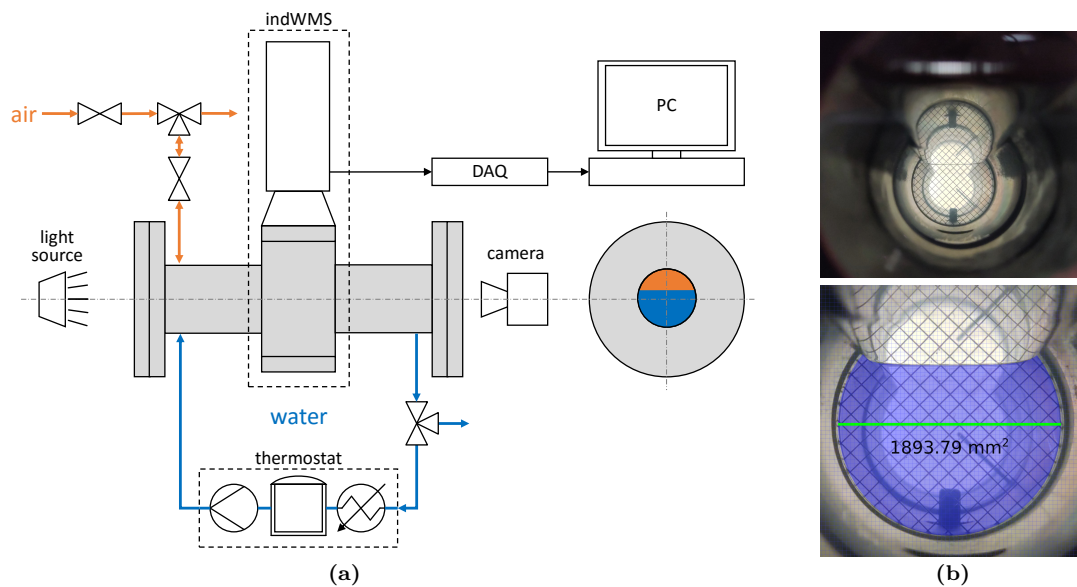 indWMS
air
PC
DAQ
light
source
camera
water
thermostat
1893.79 mm²
(a)
(b)